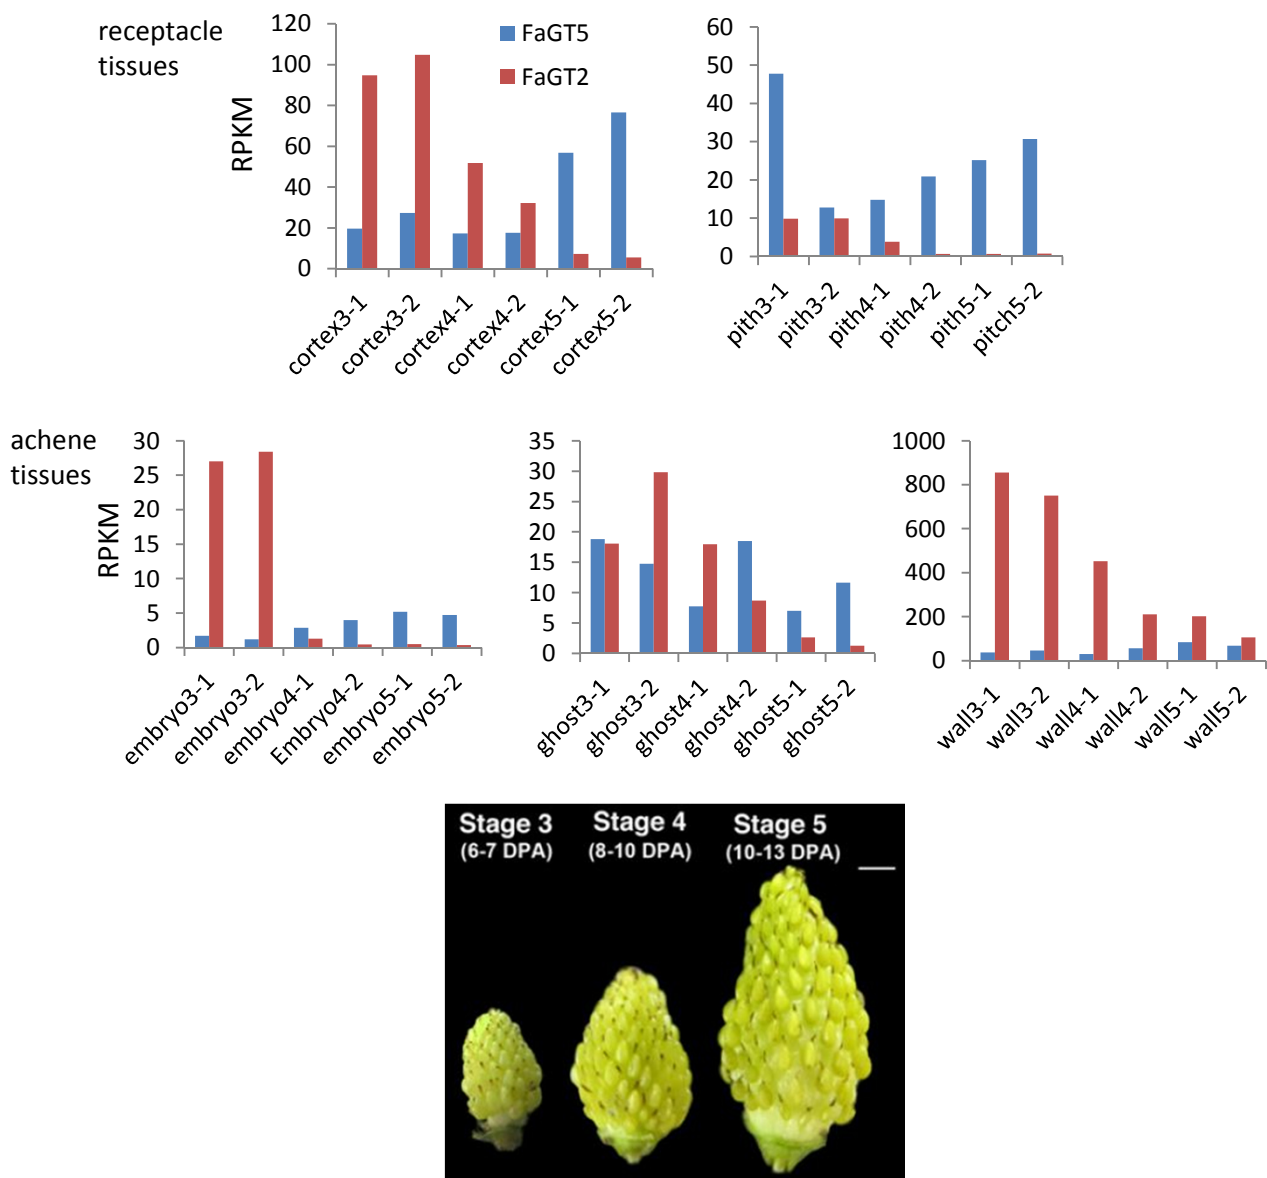 receptacle
tissues
RPKM
120
100
80
60
40
20
0
FaGT5
FaGT2
cortex3-1
cortex3-2
cortex4-1
cortex4-2
cortex5-1
cortex5-2
60
50
40
30
20
10
0
pith3-1
pith3-2
pith4-1
pith4-2
pith5-1
pitch5-2
achene
tissues
RPKM
30
25
20
15
10
5
0
embryo3-1
embryo3-2
embryo4-1
Embryo4-2
embryo5-1
embryo5-2
35
30
25
20
15
10
5
0
ghost3-1
ghost3-2
ghost4-1
ghost4-2
ghost5-1
ghost5-2
1000
800
600
400
200
0
wall3-1
wall3-2
wall4-1
wall4-2
wall5-1
wall5-2
Stage 3
(6-7 DPA)
Stage 4
(8-10 DPA)
Stage 5
(10-13 DPA)